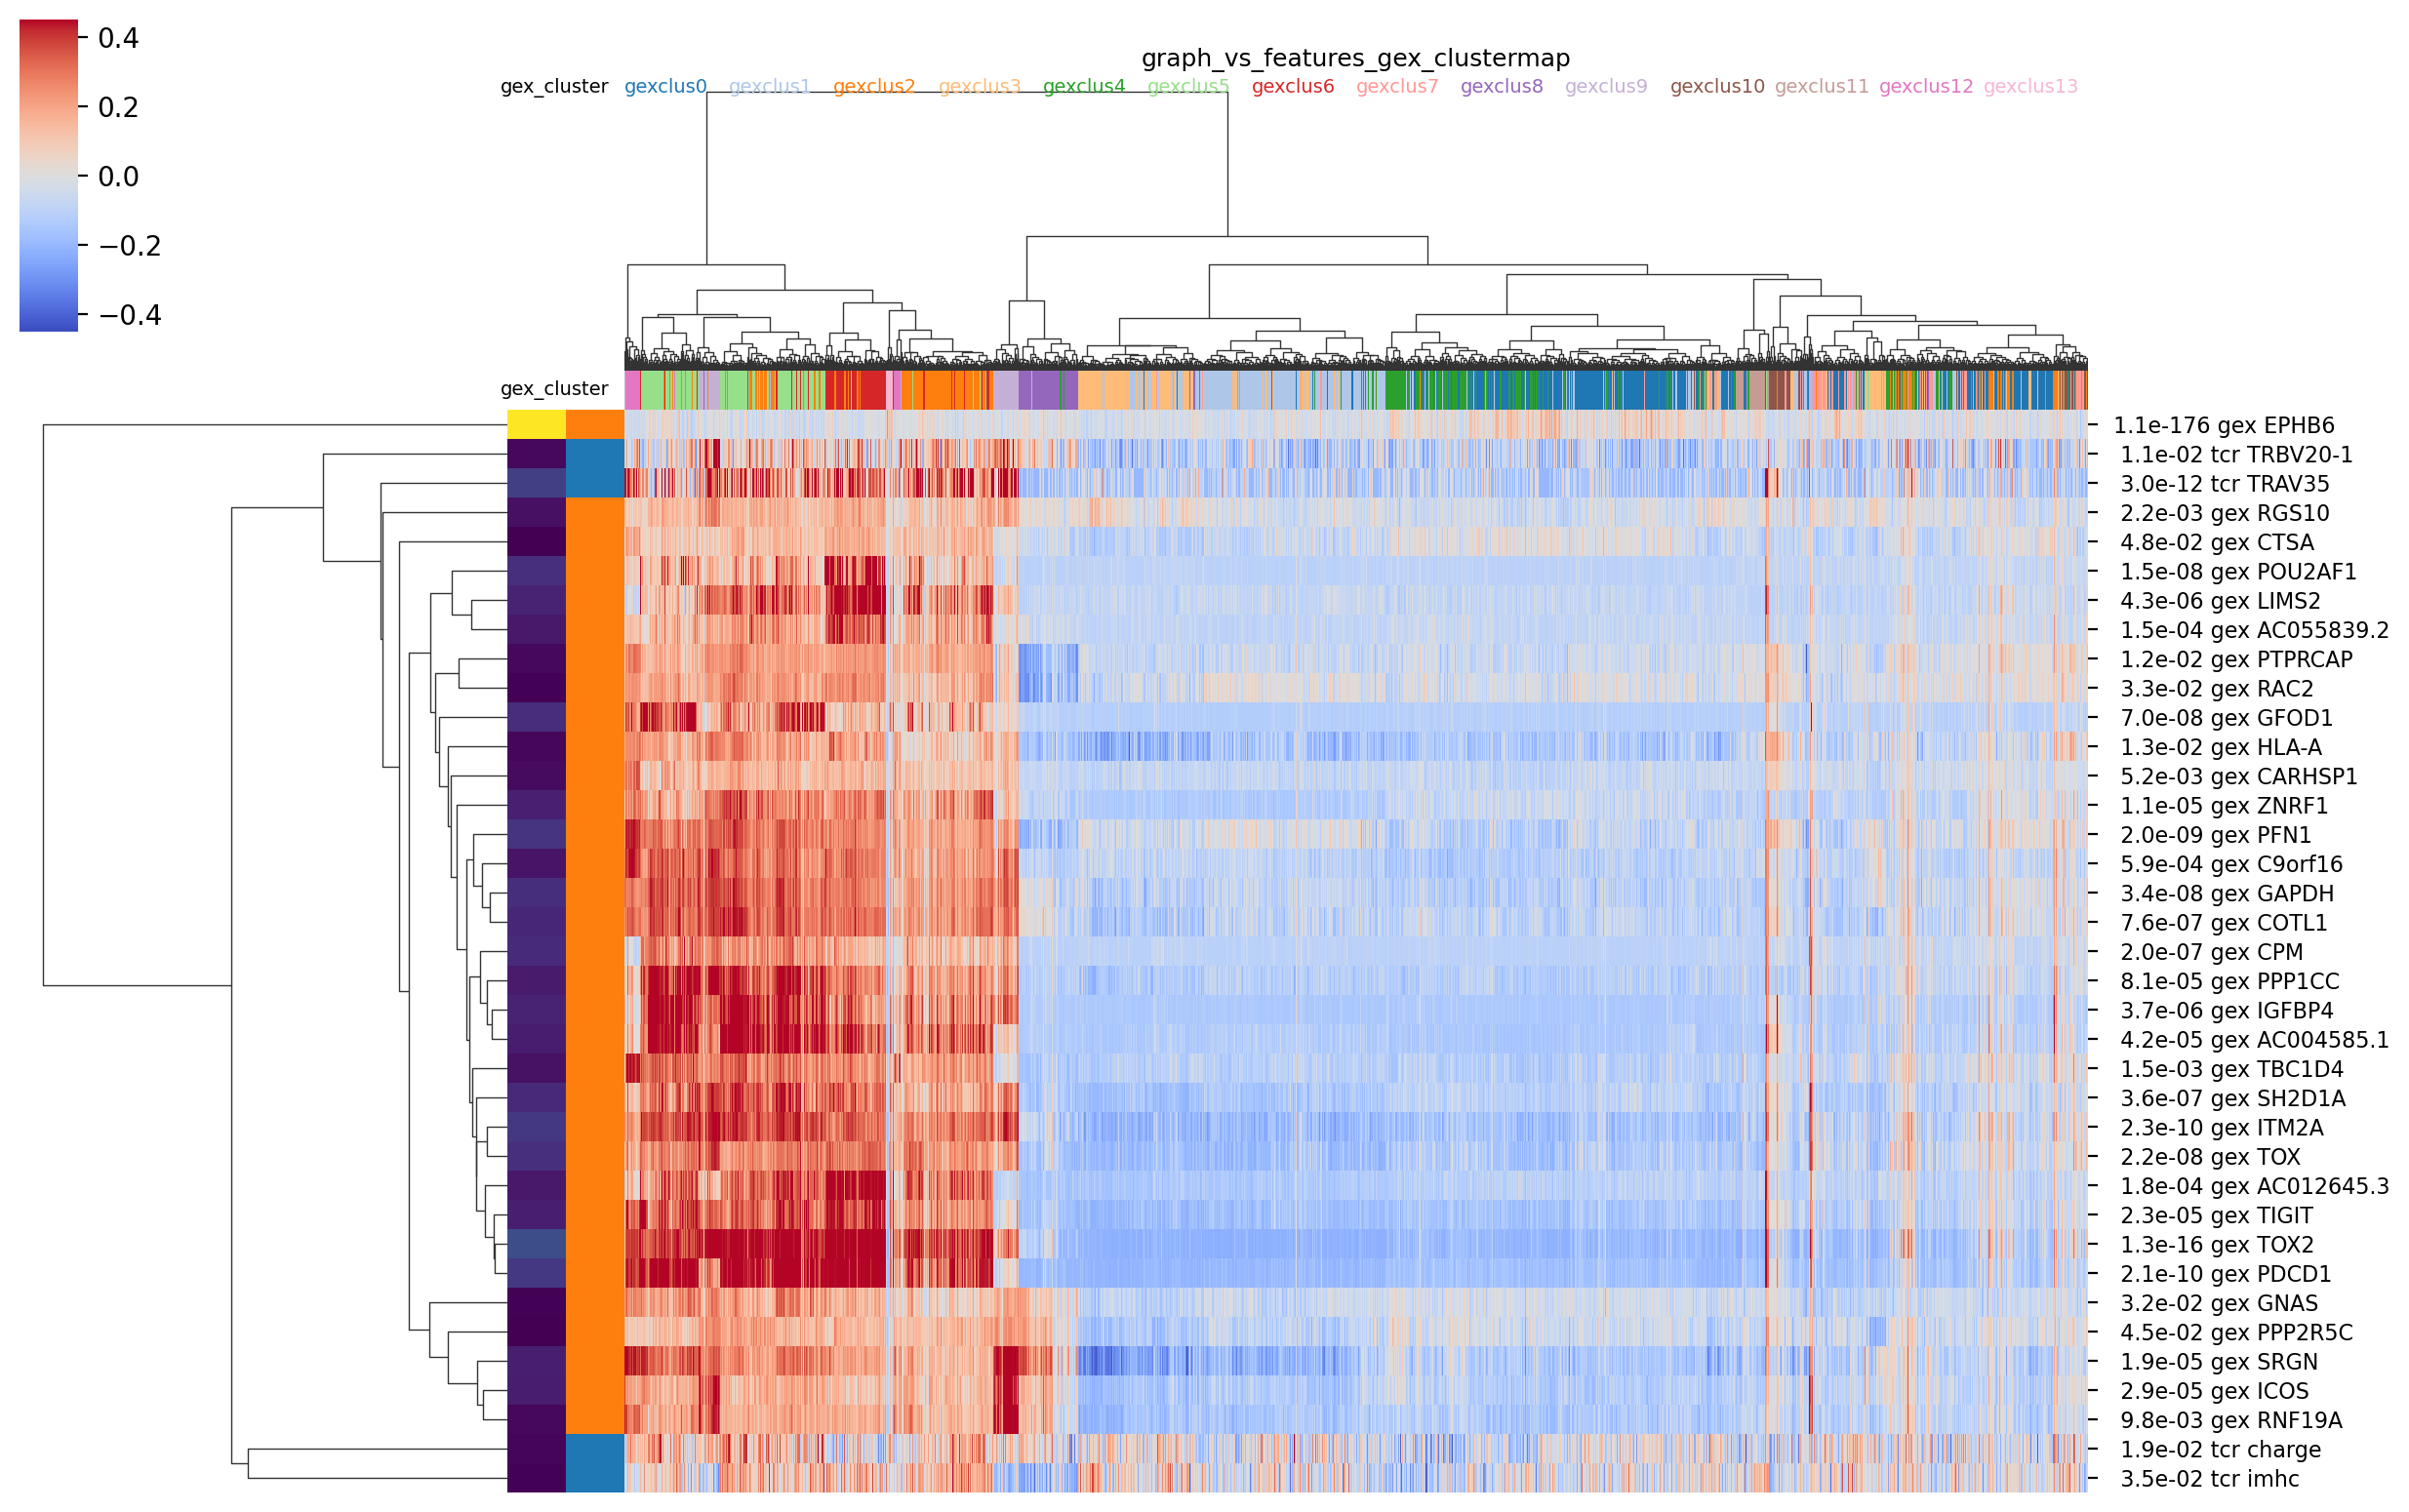 graph_vs_features_gex_clustermap
gex_cluster gexclus0 gexclus1 gexclus2 gexclus3 gexclus4 gexclus5 gexclus6 gexclus7 gexclus8 gexclus9 gexclus10 gexclus11 gexclus12 gexclus13
0.4
0.2
0.0
−0.2
−0.4
gex_cluster
1.1e-176 gex EPHB6
1.1e-02 tcr TRBV20-1
3.0e-12 tcr TRAV35
2.2e-03 gex RGS10
4.8e-02 gex CTSA
1.5e-08 gex POU2AF1
4.3e-06 gex LIMS2
1.5e-04 gex AC055839.2
1.2e-02 gex PTPRCAP
3.3e-02 gex RAC2
7.0e-08 gex GFOD1
1.3e-02 gex HLA-A
5.2e-03 gex CARHSP1
1.1e-05 gex ZNRF1
2.0e-09 gex PFN1
5.9e-04 gex C9orf16
3.4e-08 gex GAPDH
7.6e-07 gex COTL1
2.0e-07 gex CPM
8.1e-05 gex PPP1CC
3.7e-06 gex IGFBP4
4.2e-05 gex AC004585.1
1.5e-03 gex TBC1D4
3.6e-07 gex SH2D1A
2.3e-10 gex ITM2A
2.2e-08 gex TOX
1.8e-04 gex AC012645.3
2.3e-05 gex TIGIT
1.3e-16 gex TOX2
2.1e-10 gex PDCD1
3.2e-02 gex GNAS
4.5e-02 gex PPP2R5C
1.9e-05 gex SRGN
2.9e-05 gex ICOS
9.8e-03 gex RNF19A
1.9e-02 tcr charge
3.5e-02 tcr imhc